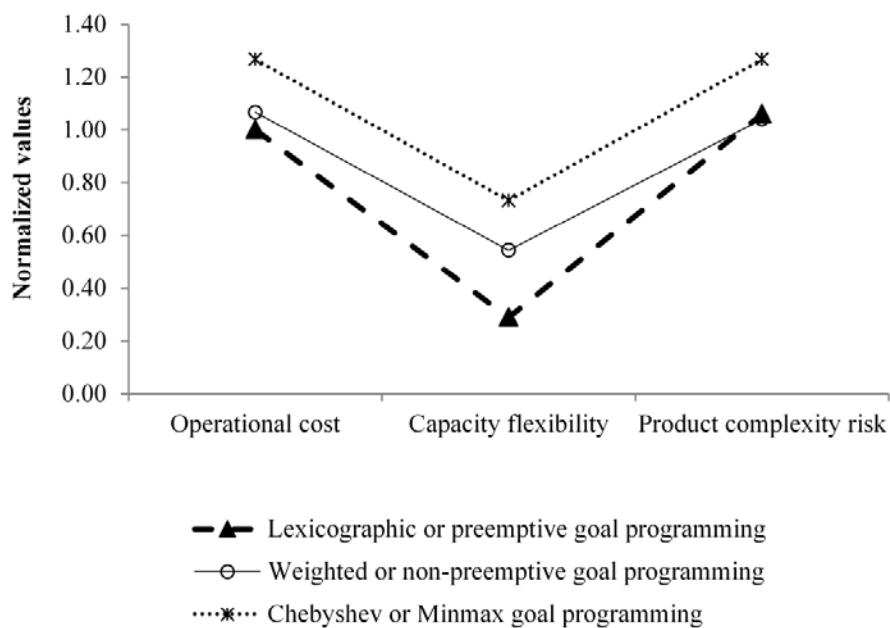 1.40
1.20
1.00
0.80
0.60
0.40
0.20
0.00
Normalized values
Operational cost Capacity flexibility Product complexity risk
Lexicographic or preemptive goal programming
Weighted or non-preemptive goal programming
Chebyshev or Minmax goal programming